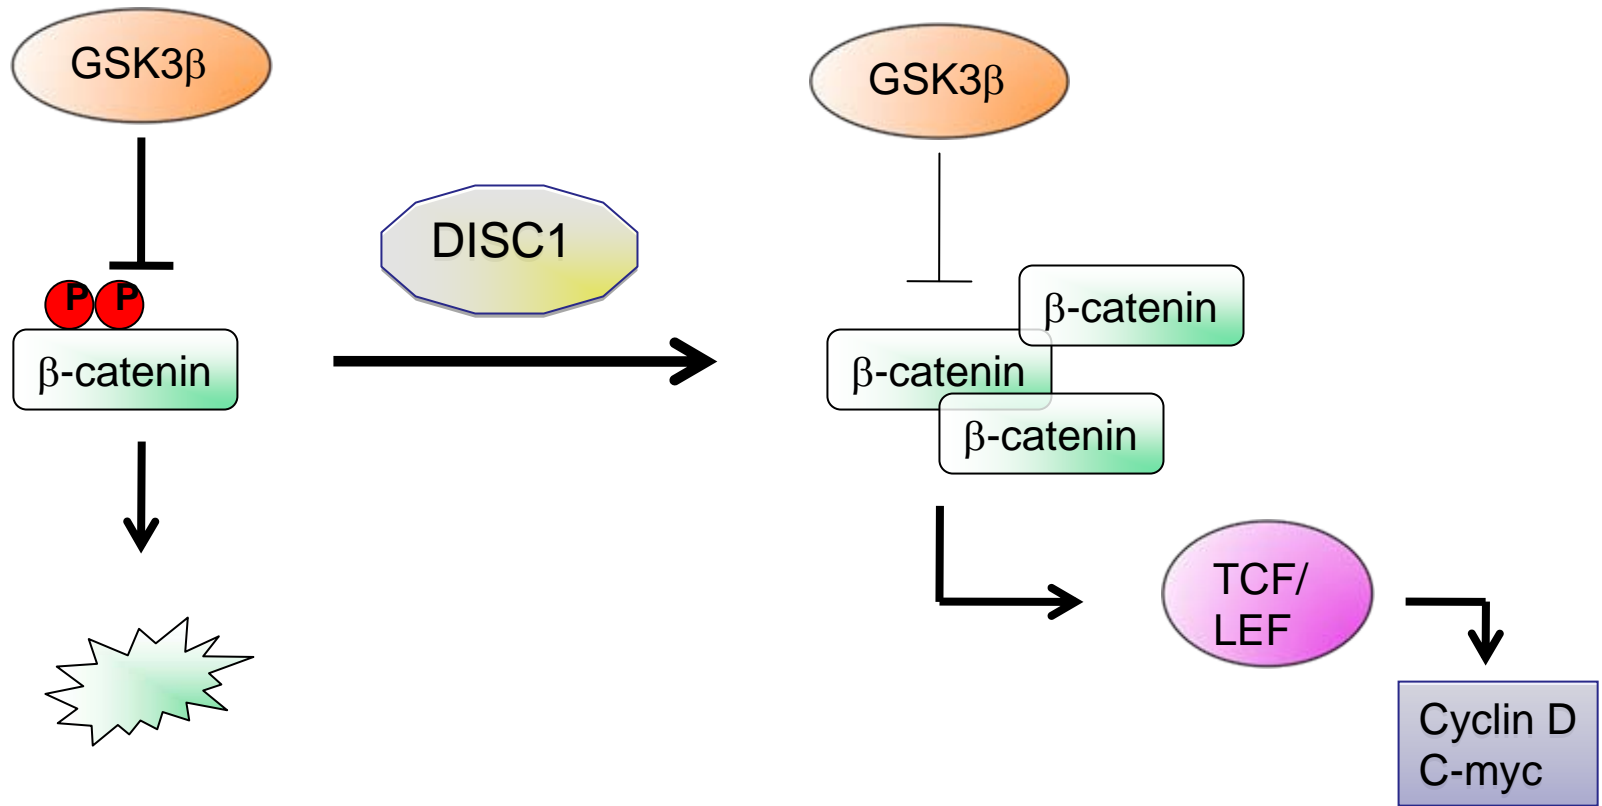 GSK3β
P P
β-catenin
DISC1
GSK3β
β-catenin
β-catenin
β-catenin
TCF/
LEF
Cyclin D
C-myc